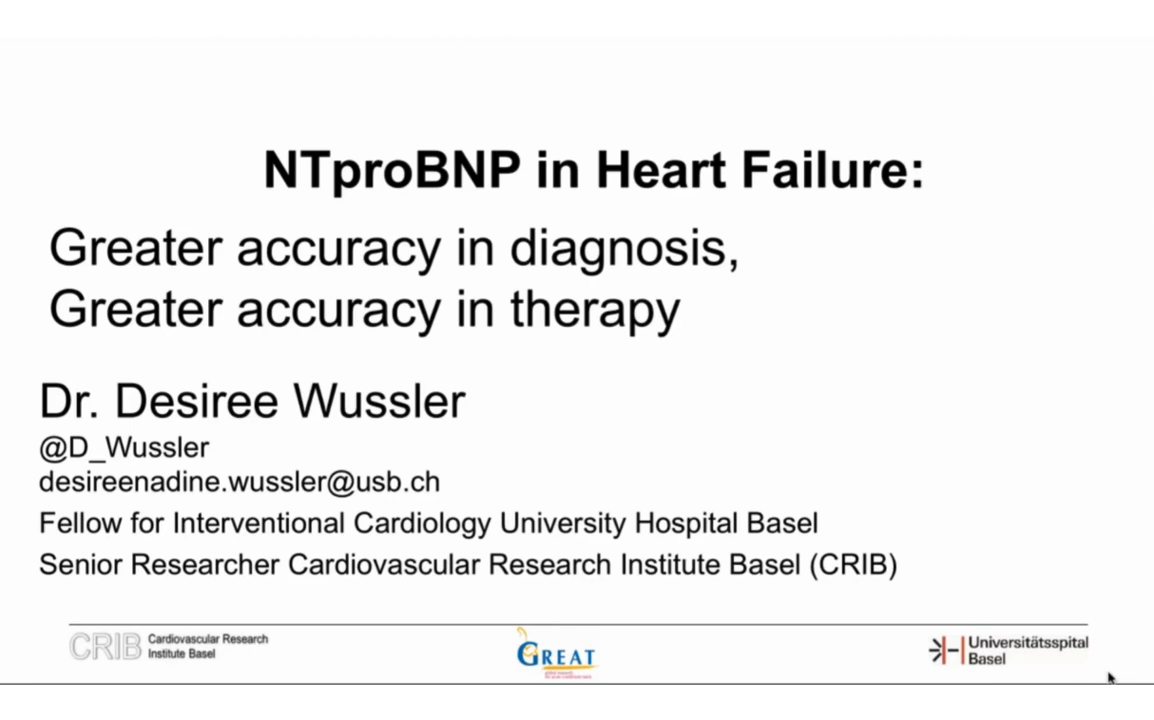 NTproBNP in Heart Failure:
Greater accuracy in diagnosis,
Greater accuracy in therapy
Dr. Desiree Wussler
@D_Wussler
desireenadine.wussler@usb.ch
Fellow for Interventional Cardiology University Hospital Basel
Senior Researcher Cardiovascular Research Institute Basel (CRIB)
CRIB Cardiovascular Research
Institute Basel
GREAT
Universitätsspital
Basel